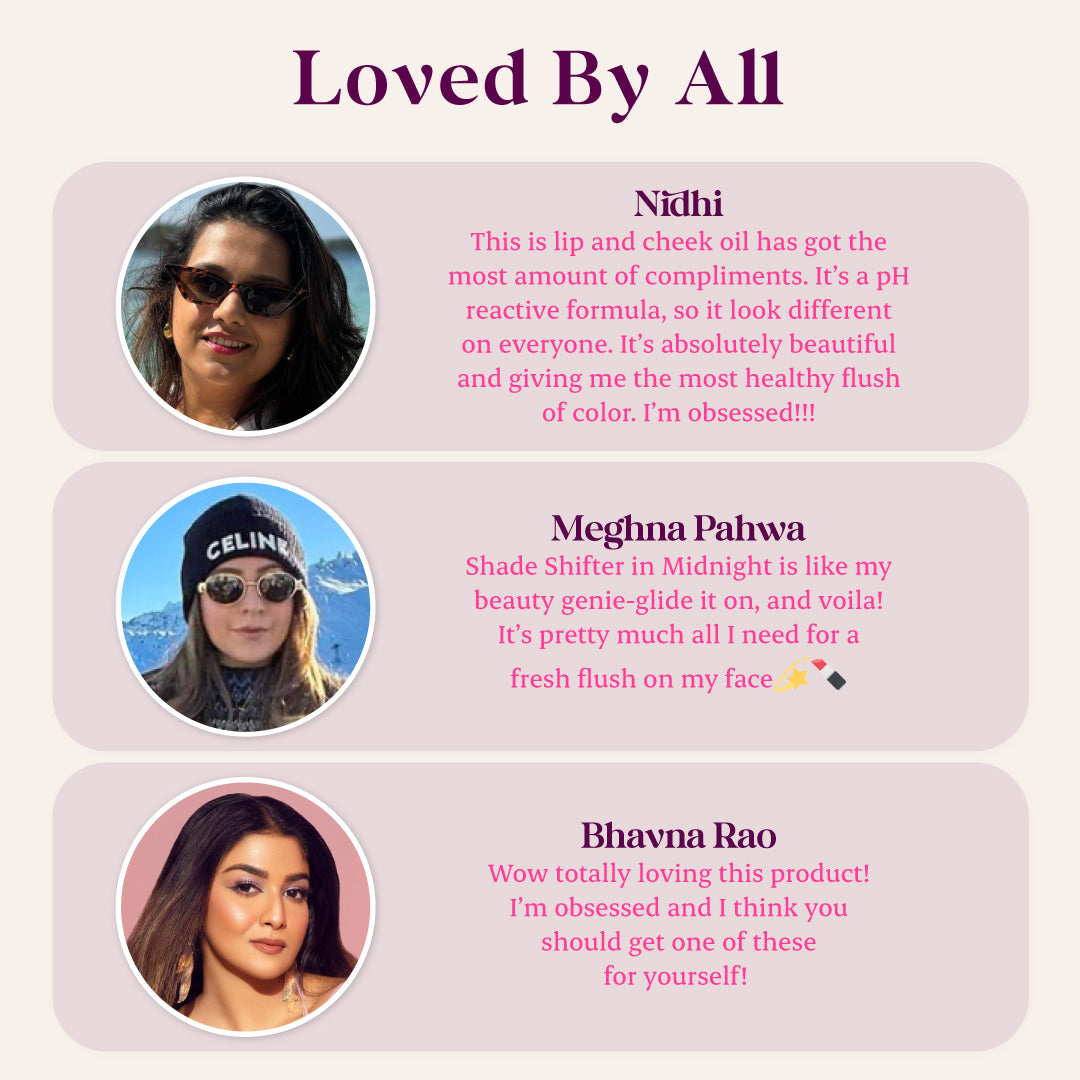 Loved By All
Nidhi
This is lip and cheek oil has got the
most amount of compliments. It’s a pH
reactive formula, so it look different
on everyone. It’s absolutely beautiful
and giving me the most healthy flush
of color. I’m obsessed!!!
CELINE
Meghna Pahwa
Shade Shifter in Midnight is like my
beauty genie-glide it on, and voila!
It’s pretty much all I need for a
fresh flush on my face💫💄
Bhavna Rao
Wow totally loving this product!
I’m obsessed and I think you
should get one of these
for yourself!